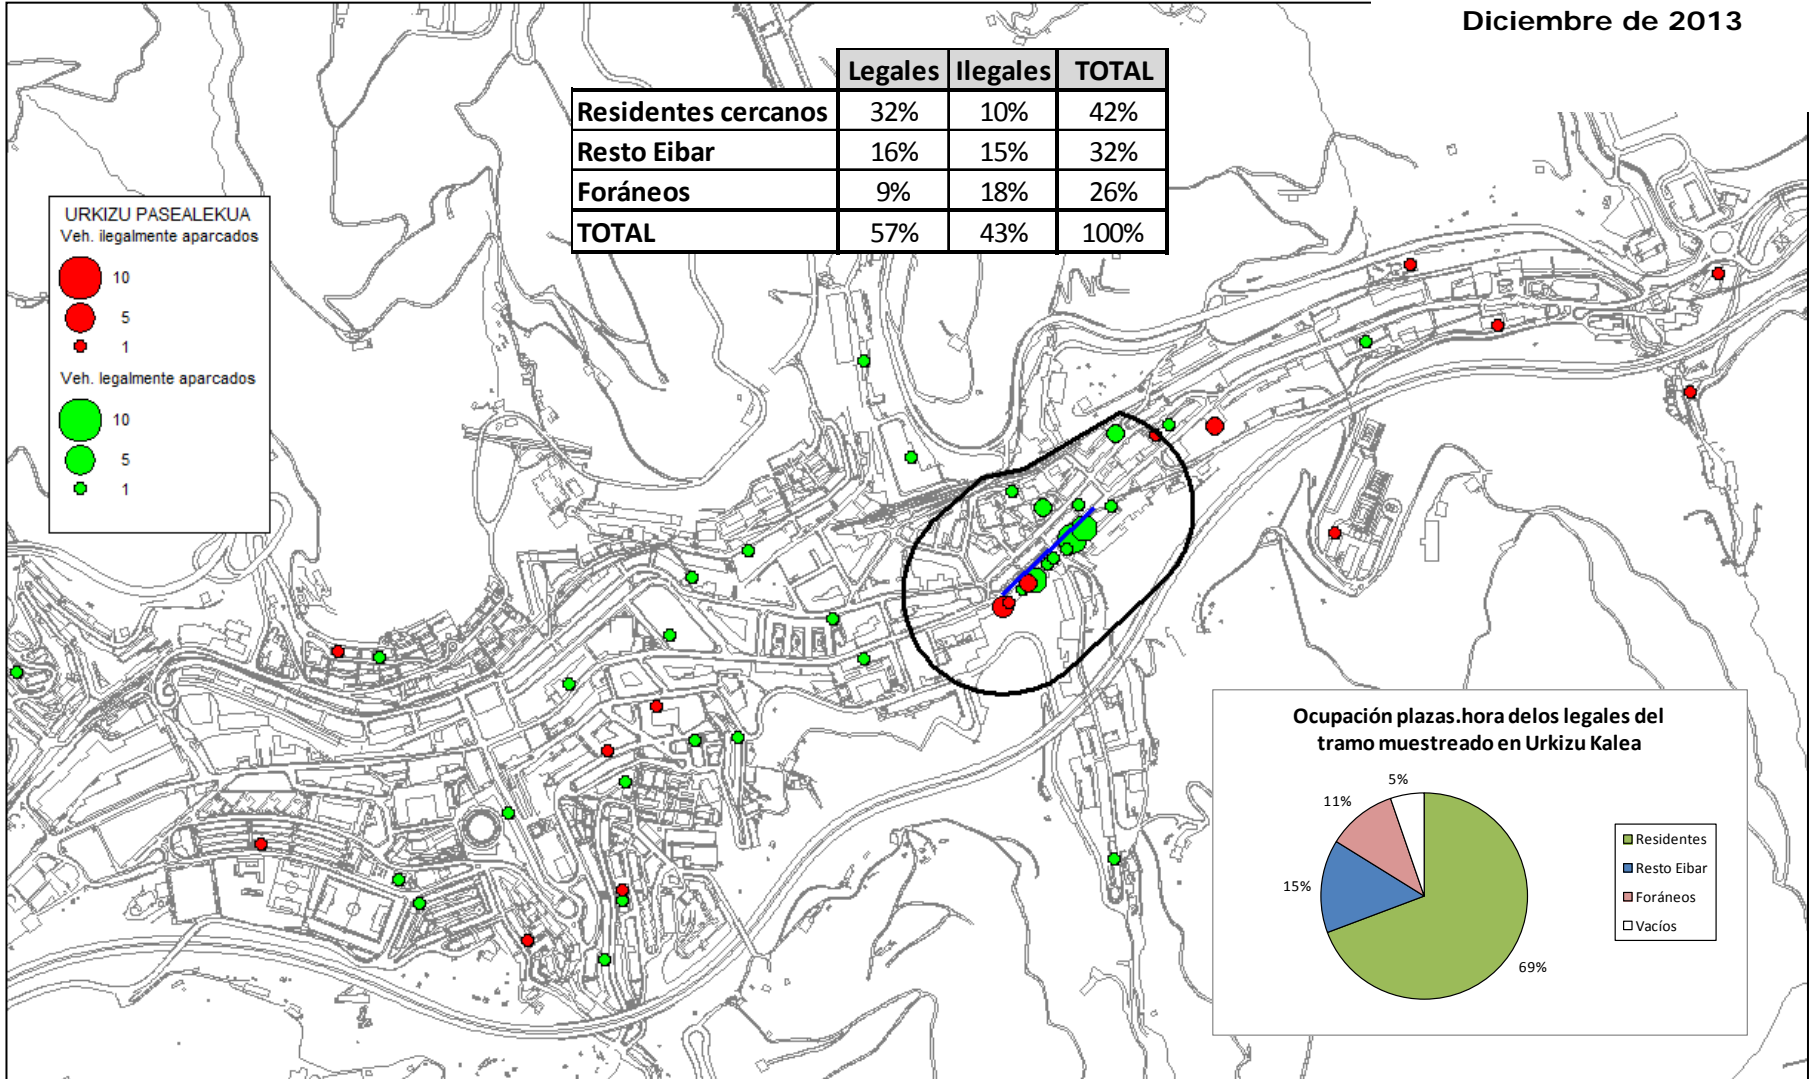 Diciembre de 2013
Legales Ilegales TOTAL
Residentes cercanos 32% 10% 42%
Resto Eibar 16% 15% 32%
Foráneos 9% 18% 26%
TOTAL 57% 43% 100%
URKIZU PASEALEKUA
Veh. ilegalmente aparcados
10
5
1
Veh. legalmente aparcados
10
5
1
Ocupación plazas.hora delos legales del
tramo muestreado en Urkizu Kalea
5%
11%
15%
69%
Residentes
Resto Eibar
Foráneos
Vacíos